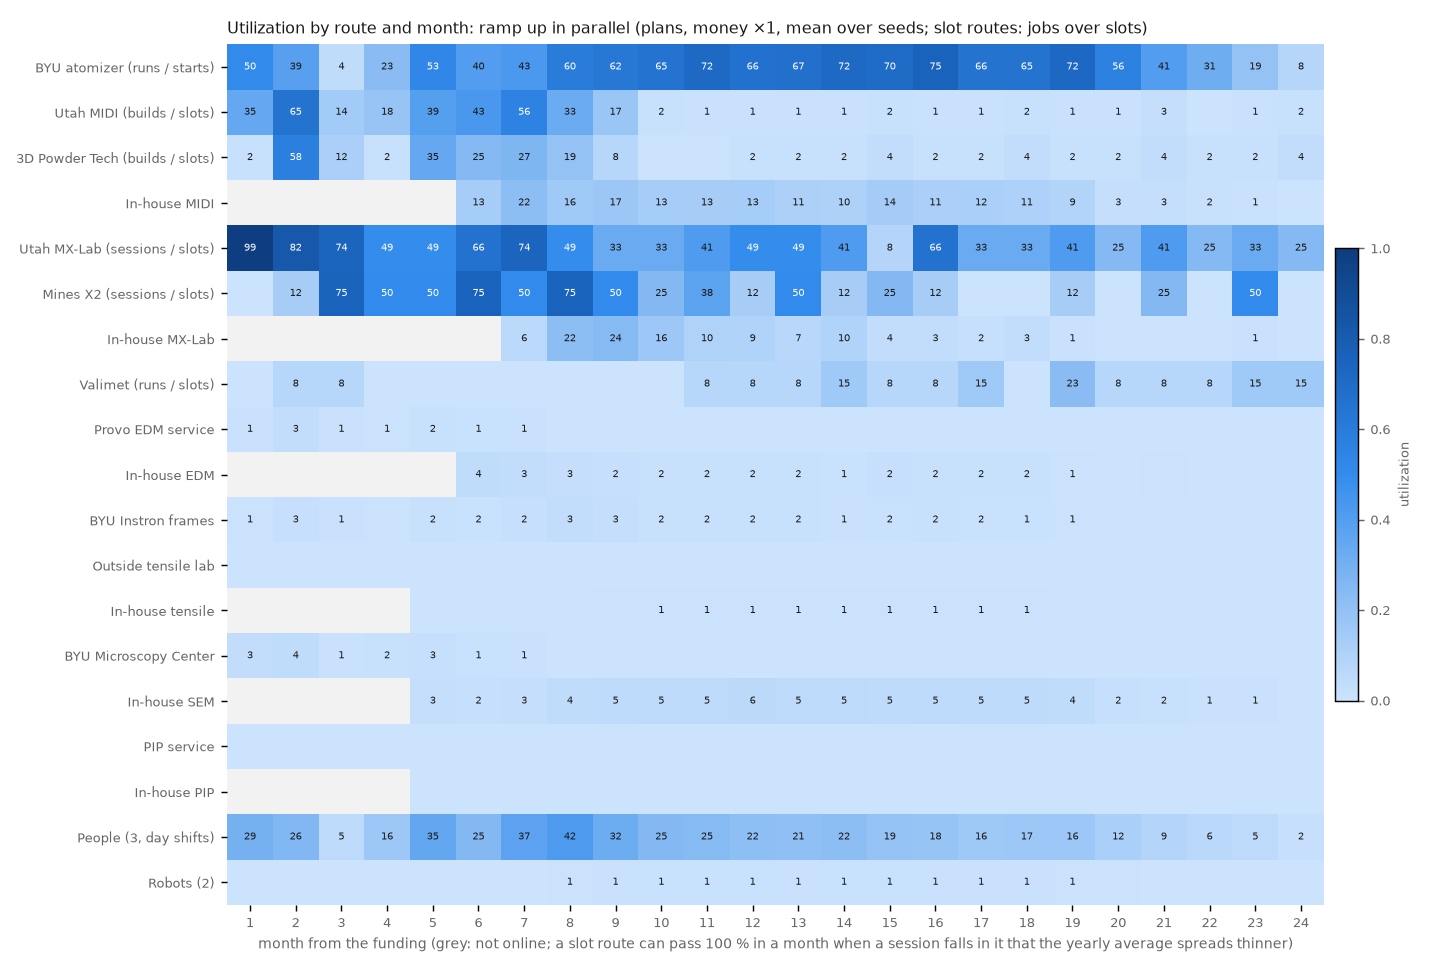 Utilization by route and month: ramp up in parallel (plans, money ×1, mean over seeds; slot routes: jobs over slots)
BYU atomizer (runs / starts) 50 39 4 23 53 40 43 60 62 65 72 66 67 72 70 75 66 65 72 56 41 31 19 8
Utah MIDI (builds / slots) 35 65 14 18 39 43 56 33 17 2 1 1 1 1 2 1 1 2 1 1 3 1 2
3D Powder Tech (builds / slots) 2 58 12 2 35 25 27 19 8 2 2 2 4 2 2 4 2 2 4 2 2 4
In-house MIDI 13 22 16 17 13 13 13 11 10 14 11 12 11 9 3 3 2 1
Utah MX-Lab (sessions / slots) 99 82 74 49 49 66 74 49 33 33 41 49 49 41 8 66 33 33 41 25 41 25 33 25
Mines X2 (sessions / slots) 12 75 50 50 75 50 75 50 25 38 12 50 12 25 12 12 25 50
In-house MX-Lab 6 22 24 16 10 9 7 10 4 3 2 3 1 1
Valimet (runs / slots) 8 8 8 8 8 15 8 8 15 23 8 8 8 15 15
Provo EDM service 1 3 1 1 2 1 1
In-house EDM 4 3 3 2 2 2 2 2 1 2 2 2 2 1
BYU Instron frames 1 3 1 2 2 2 3 3 2 2 2 2 1 2 2 2 1 1
Outside tensile lab
In-house tensile 1 1 1 1 1 1 1 1 1
BYU Microscopy Center 3 4 1 2 3 1 1
In-house SEM 3 2 3 4 5 5 5 6 5 5 5 5 5 5 4 2 2 1 1
PIP service
In-house PIP
People (3, day shifts) 29 26 5 16 35 25 37 42 32 25 25 22 21 22 19 18 16 17 16 12 9 6 5 2
Robots (2) 1 1 1 1 1 1 1 1 1 1 1 1
1 2 3 4 5 6 7 8 9 10 11 12 13 14 15 16 17 18 19 20 21 22 23 24
month from the funding (grey: not online; a slot route can pass 100 % in a month when a session falls in it that the yearly average spreads thinner)
1.0
0.8
0.6
0.4
0.2
0.0
utilization